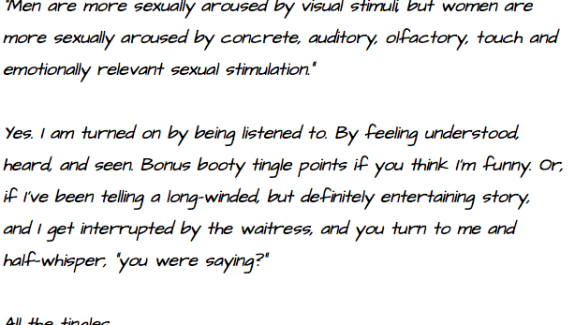 "Men are more sexually aroused by visual stimuli, but women are
more sexually aroused by concrete, auditory, olfactory, touch and
emotionally relevant sexual stimulation."
Yes. I am turned on by being listened to. By feeling understood,
heard, and seen. Bonus booty tingle points if you think I'm funny. Or,
if I've been telling a long-winded, but definitely entertaining story,
and I get interrupted by the waitress, and you turn to me and
half-whisper, "you were saying?"
All the tingles